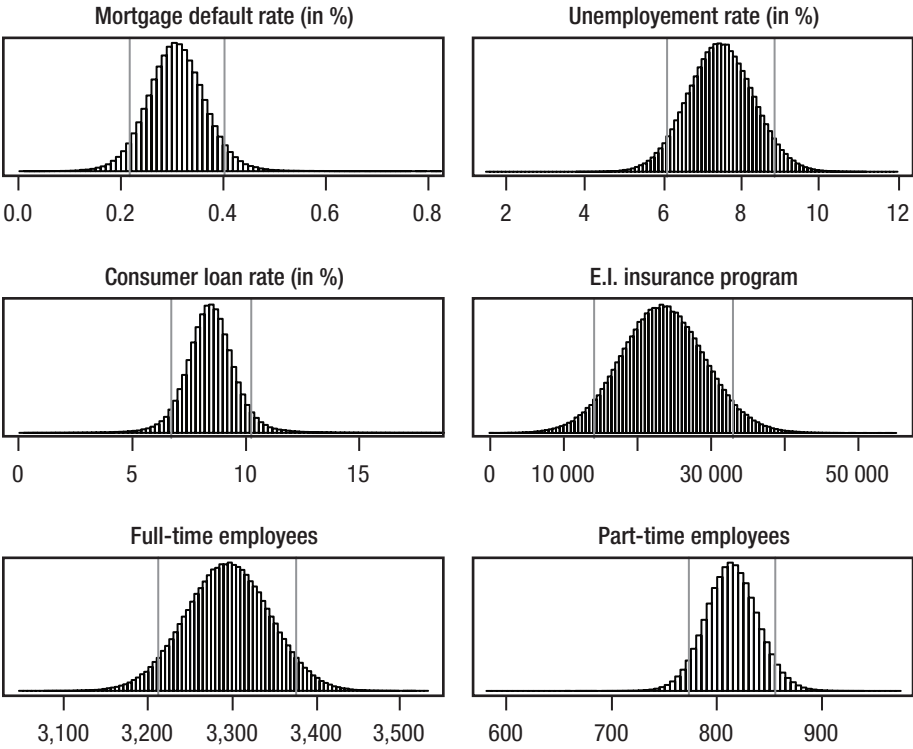 Mortgage default rate (in %)
Unemployement rate (in %)
0.0 0.2 0.4 0.6 0.8
2 4 6 8 10 12
Consumer loan rate (in %)
E.I. insurance program
0 5 10 15
0 10 000 30 000 50 000
Full-time employees
Part-time employees
3,100 3,200 3,300 3,400 3,500
600 700 800 900